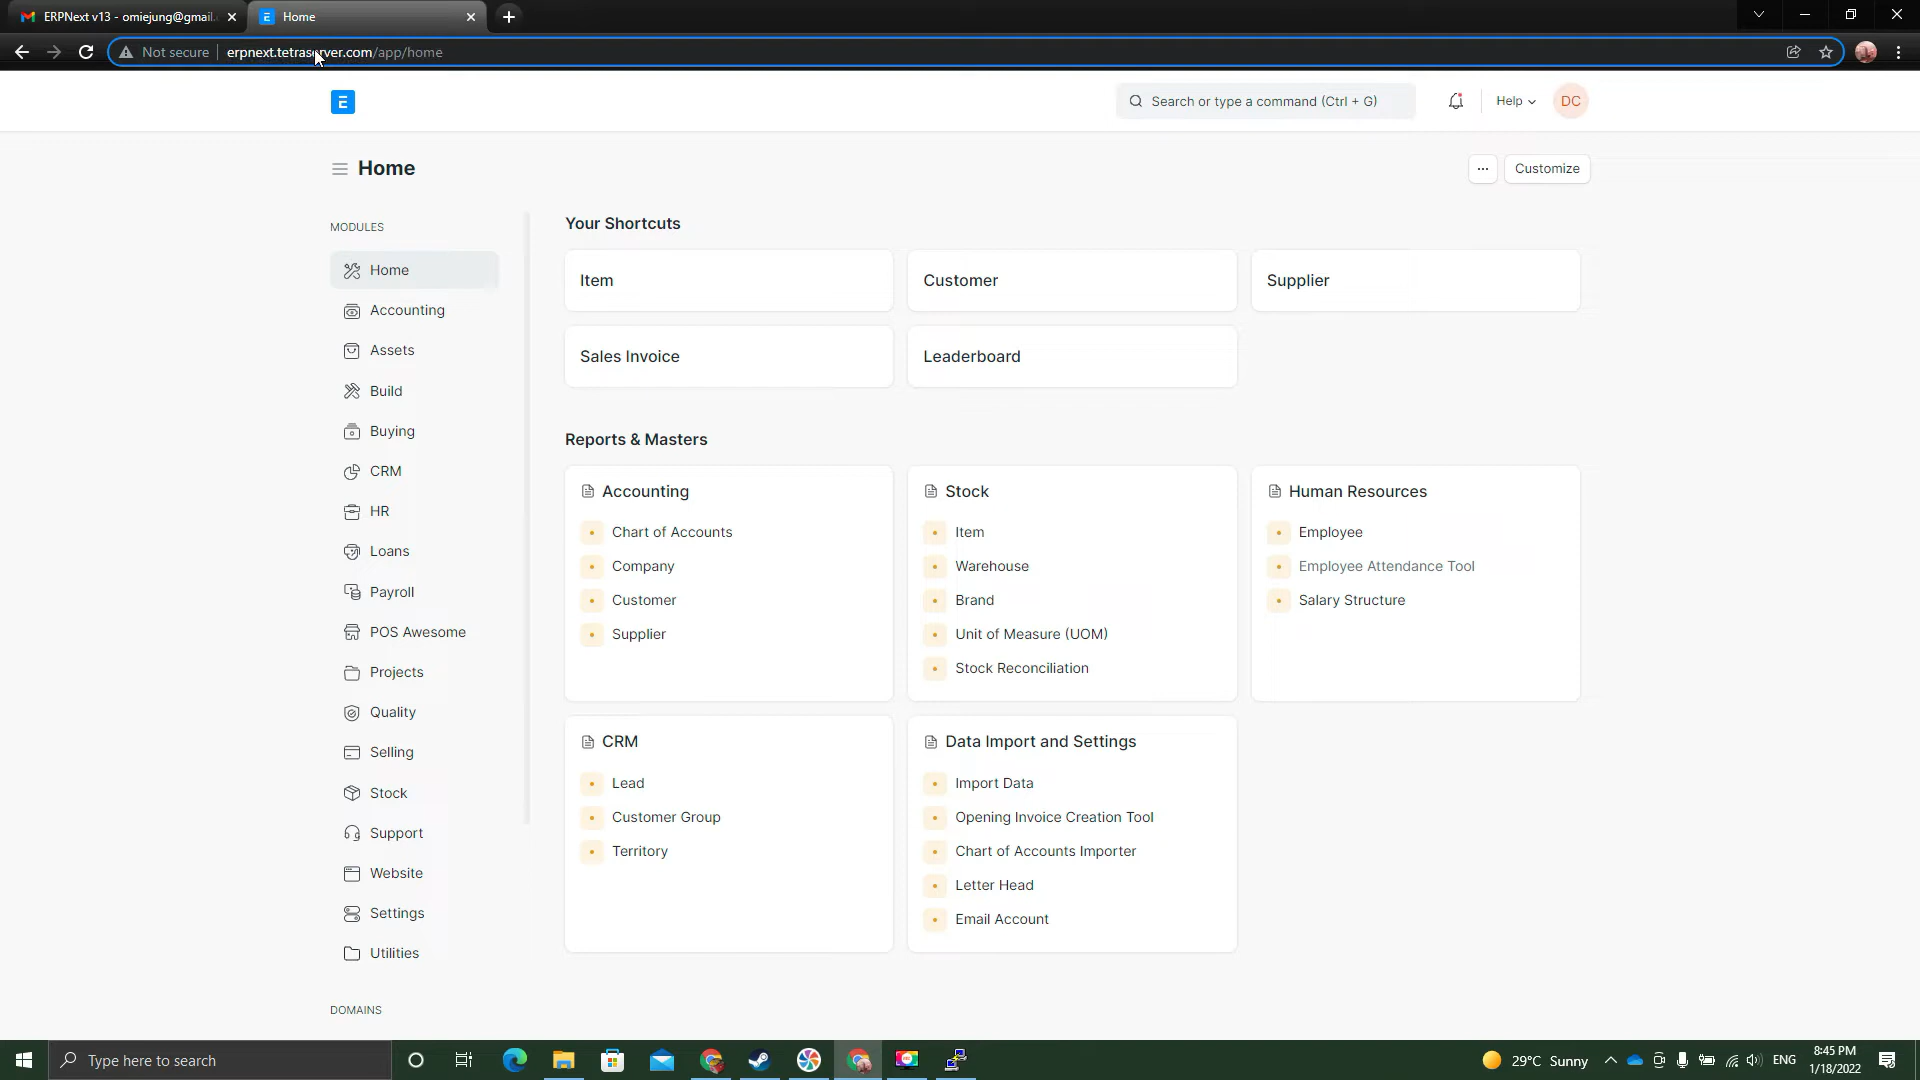 ERPNext v13 - omiejung@gmail.
Home
Not secure
erpnext.tetraserver.com/app/home
E
Search or type a command (Ctrl + G)
Help
DC
Home
Customize
MODULES
Home
Accounting
Assets
Build
Buying
CRM
HR
Loans
Payroll
POS Awesome
Projects
Quality
Selling
Stock
Support
Website
Settings
Utilities
DOMAINS
Your Shortcuts
Item
Customer
Supplier
Sales Invoice
Leaderboard
Reports & Masters
Accounting
Chart of Accounts
Company
Customer
Supplier
Stock
Item
Warehouse
Brand
Unit of Measure (UOM)
Stock Reconciliation
Human Resources
Employee
Employee Attendance Tool
Salary Structure
CRM
Lead
Customer Group
Territory
Data Import and Settings
Import Data
Opening Invoice Creation Tool
Chart of Accounts Importer
Letter Head
Email Account
Type here to search
29°C Sunny
ENG
8:45 PM
1/18/2022